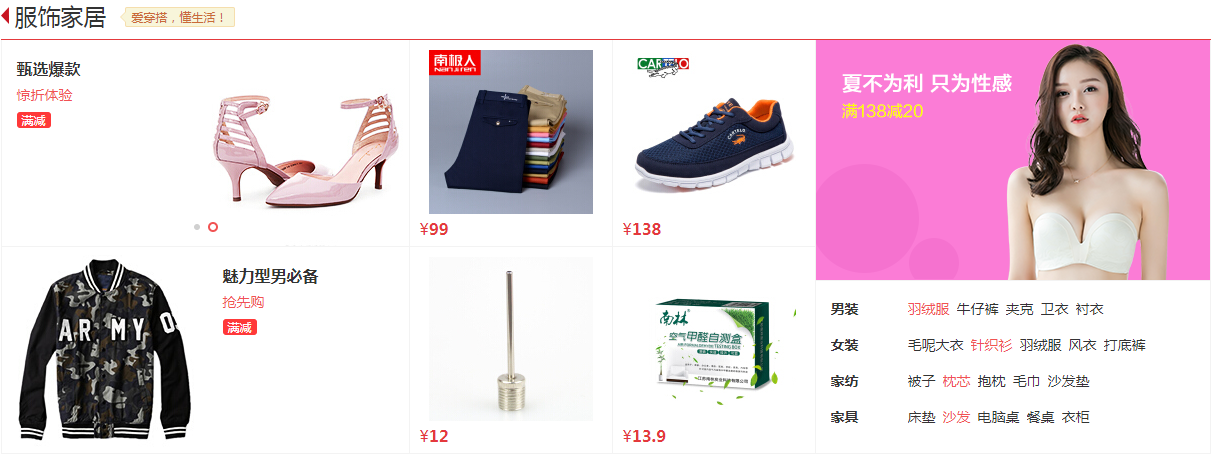 服饰家居
爱穿搭，懂生活！
甄选爆款
惊折体验
满减
南极人
NanJiren
¥99
CARTELO
CARTELO
¥138
夏不为利 只为性感
满138减20
ARMY
魅力型男必备
抢先购
满减
¥12
南林
空气甲醛自测盒
¥13.9
男装 羽绒服 牛仔裤 夹克 卫衣 衬衣
女装 毛呢大衣 针织衫 羽绒服 风衣 打底裤
家纺 被子 枕芯 抱枕 毛巾 沙发垫
家具 床垫 沙发 电脑桌 餐桌 衣柜